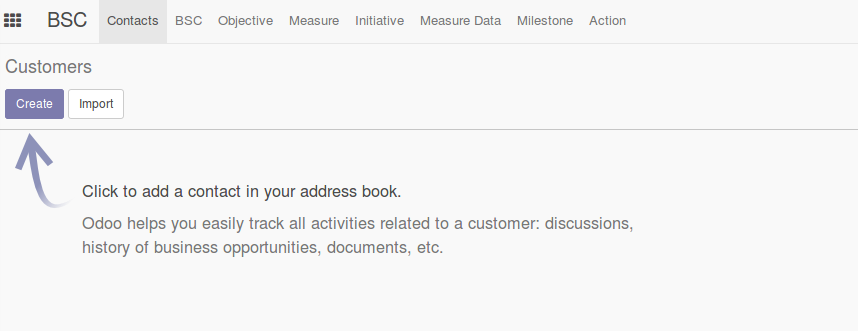 BSC Contacts BSC Objective Measure Initiative Measure Data Milestone Action
Customers
Create Import
Click to add a contact in your address book.
Odoo helps you easily track all activities related to a customer: discussions,
history of business opportunities, documents, etc.